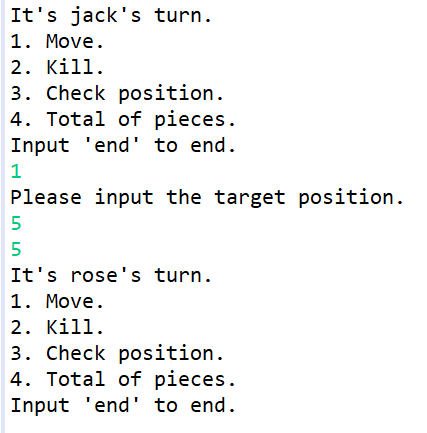 It's jack's turn.
1. Move.
2. Kill.
3. Check position.
4. Total of pieces.
Input 'end' to end.
1
Please input the target position.
5
5
It's rose's turn.
1. Move.
2. Kill.
3. Check position.
4. Total of pieces.
Input 'end' to end.